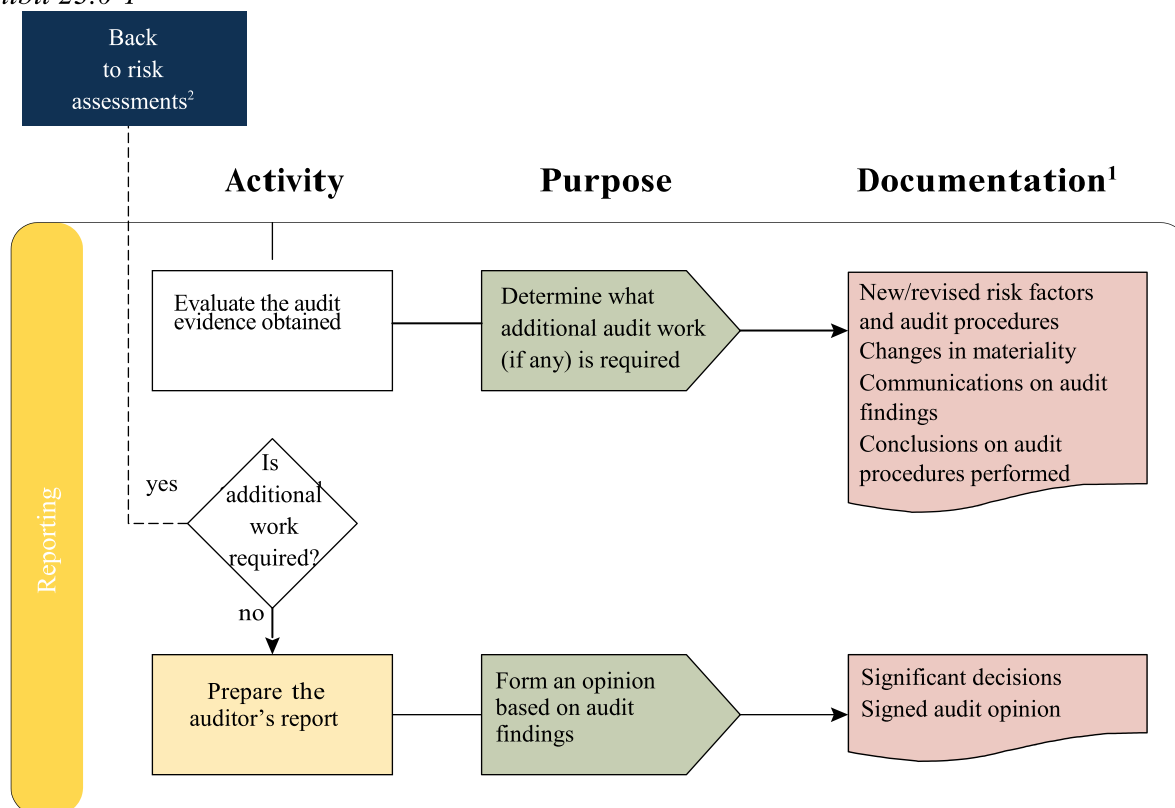 Back
to risk
assessments²
Activity
Purpose
Documentation¹
Reporting
Evaluate the audit
evidence obtained
Determine what
additional audit work
(if any) is required
New/revised risk factors
and audit procedures
Changes in materiality
Communications on audit
findings
Conclusions on audit
procedures performed
yes
Is
additional
work
required?
no
Prepare the
auditor’s report
Form an opinion
based on audit
findings
Significant decisions
Signed audit opinion